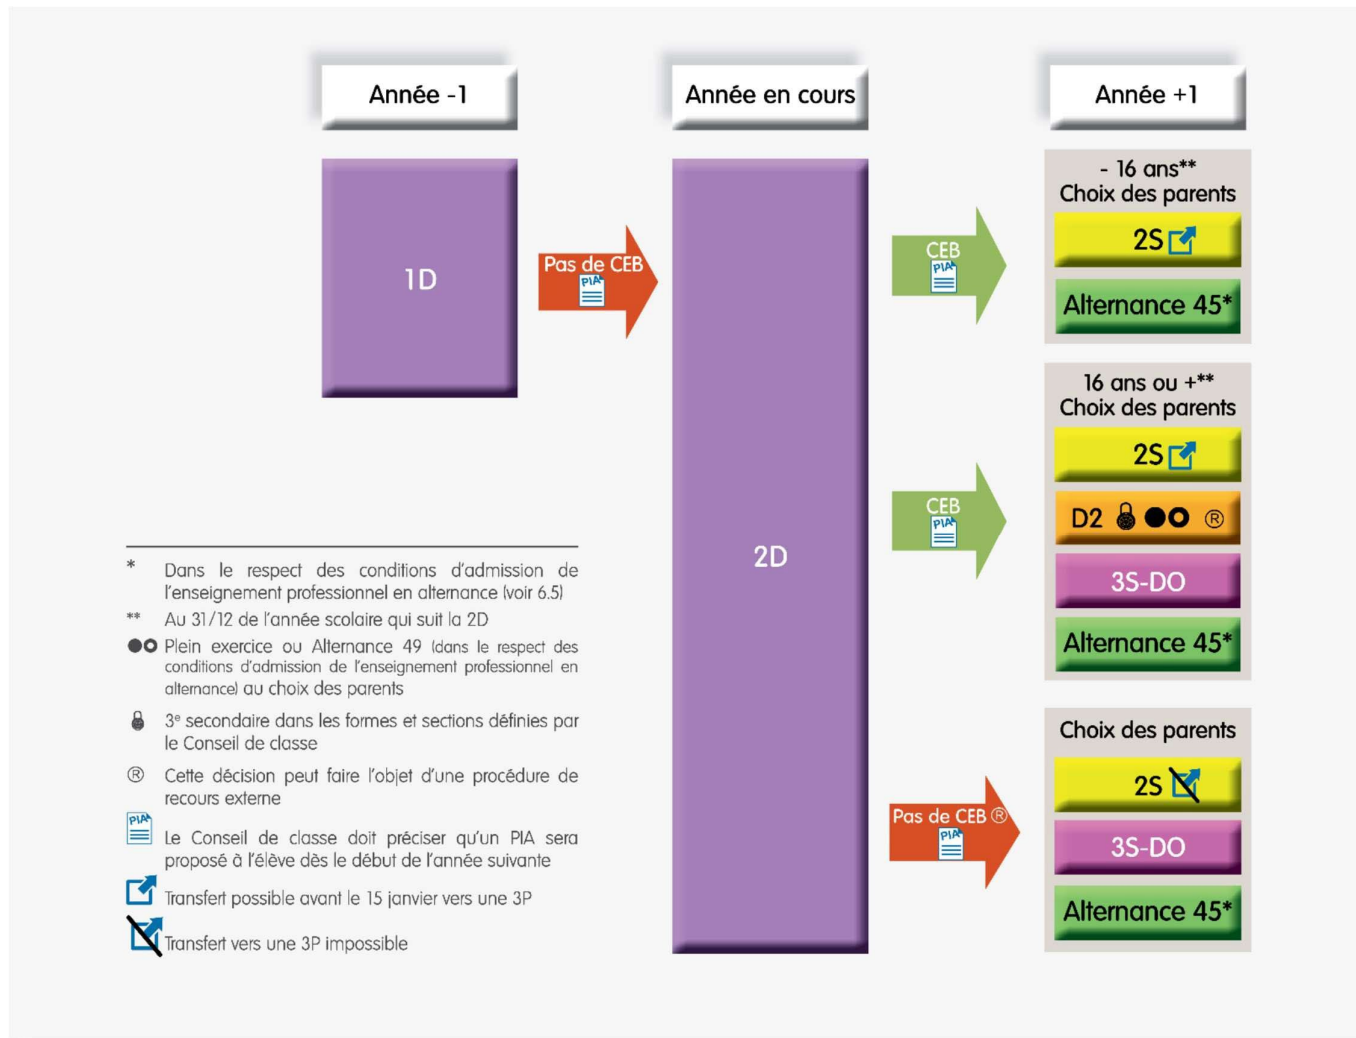 Année -1
Année en cours
Année +1
1D
Pas de CEB
PIA
2D
CEB
PIA
- 16 ans**
Choix des parents
2S
Alternance 45*
CEB
PIA
16 ans ou +**
Choix des parents
2S
D2 ®
3S-DO
Alternance 45*
Pas de CEB ®
PIA
Choix des parents
2S
3S-DO
Alternance 45*
* Dans le respect des conditions d'admission de
l'enseignement professionnel en alternance (voir 6.5)
** Au 31/12 de l'année scolaire qui suit la 2D
Plein exercice ou Alternance 49 (dans le respect des
conditions d'admission de l'enseignement professionnel en
alternance) au choix des parents
3e secondaire dans les formes et sections définies par
le Conseil de classe
® Cette décision peut faire l'objet d'une procédure de
recours externe
PIA
Le Conseil de classe doit préciser qu'un PIA sera
proposé à l'élève dès le début de l'année suivante
Transfert possible avant le 15 janvier vers une 3P
Transfert vers une 3P impossible